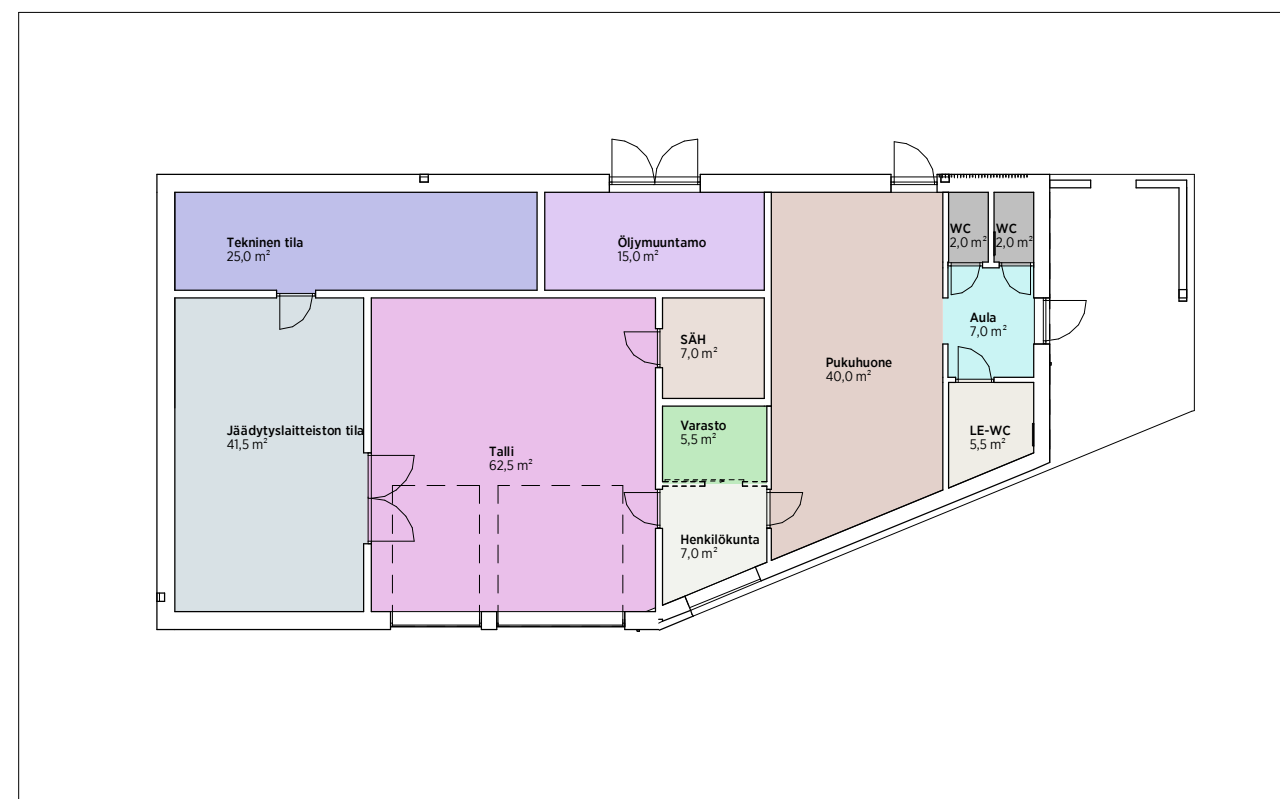 Tekninen tila
25,0 m²
Öljymuuntamo
15,0 m²
WC
2,0 m²
WC
2,0 m²
Aula
7,0 m²
SÄH
7,0 m²
Pukuhuone
40,0 m²
Jäädytyslaitteiston tila
41,5 m²
Talli
62,5 m²
Varasto
5,5 m²
LE-WC
5,5 m²
Henkilökunta
7,0 m²